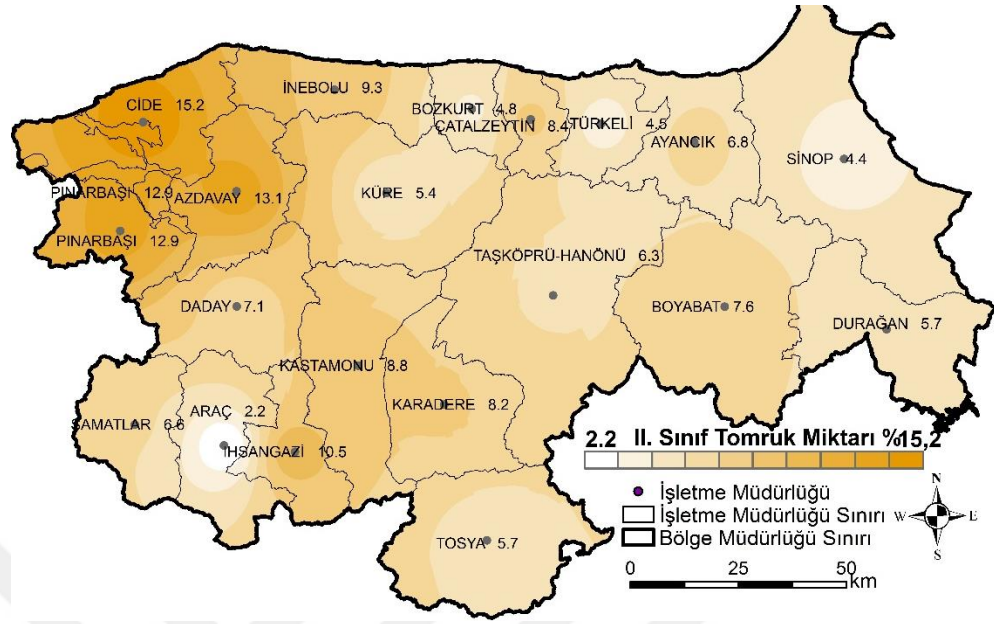 CİDE 15.2
İNEBOLU 9.3
BOZKURT 4.8
ÇATALZEYTİN 8.4
TÜRKELİ 4.5
AYANCIK 6.8
SİNOP 4.4
PINARBAŞI 12.9
AZDAVAY 13.1
KÜRE 5.4
PINARBAŞI 12.9
TAŞKÖPRÜ-HANÖNÜ 6.3
DADAY 7.1
BOYABAT 7.6
DURAĞAN 5.7
KASTAMONU 8.8
KARADERE 8.2
ARAÇ 2.2
SAMATLAR 6.6
İHSANGAZİ 10.5
TOSYA 5.7
2.2 II. Sınıf Tomruk Miktarı %15,2
İşletme Müdürlüğü
İşletme Müdürlüğü Sınırı
Bölge Müdürlüğü Sınırı
N
W E
S
0 25 50
km